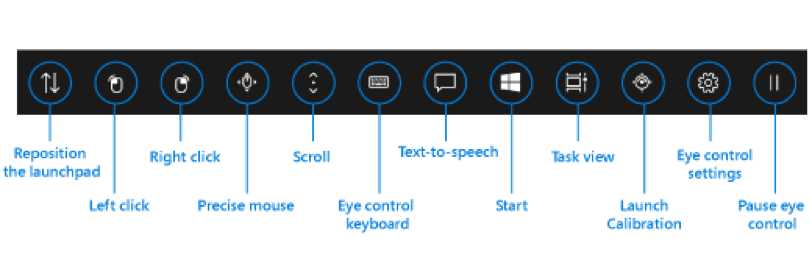 Reposition
the launchpad
Right click
Scroll
Text-to-speech
Task view
Eye control
settings
Left click
Precise mouse
Eye control
keyboard
Start
Launch
Calibration
Pause eye
control